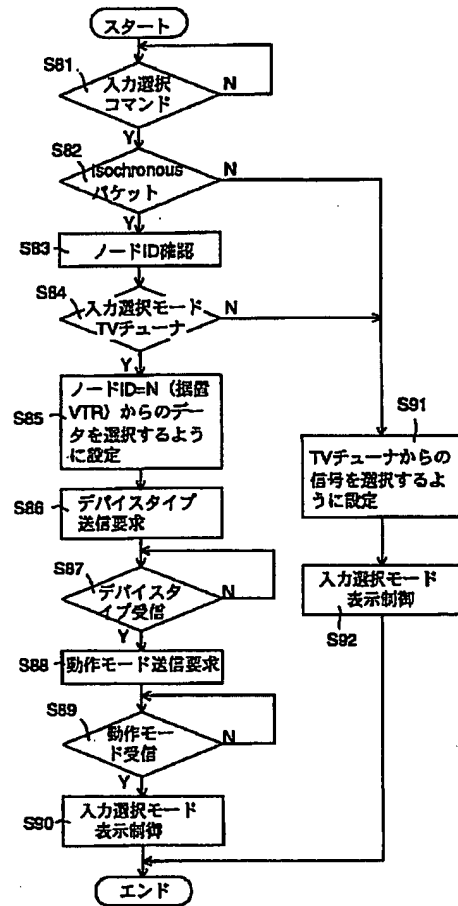 スタート
S81
入力選択
コマンド
N
Y
S82
Isochronous
パケット
N
Y
S83
ノードID確認
S84
入力選択モード
TVチューナ
N
Y
S85
ノードID=N(据置
VTR)からのデー
タを選択するよう
に設定
S91
TVチューナからの
信号を選択するよ
うに設定
S86
デバイスタイプ
送信要求
S87
デバイスタ
イプ受信
N
Y
入力選択モード
表示制御
S92
S88
動作モード送信要求
S89
動作モー
ド受信
N
Y
S90
入力選択モード
表示制御
エンド